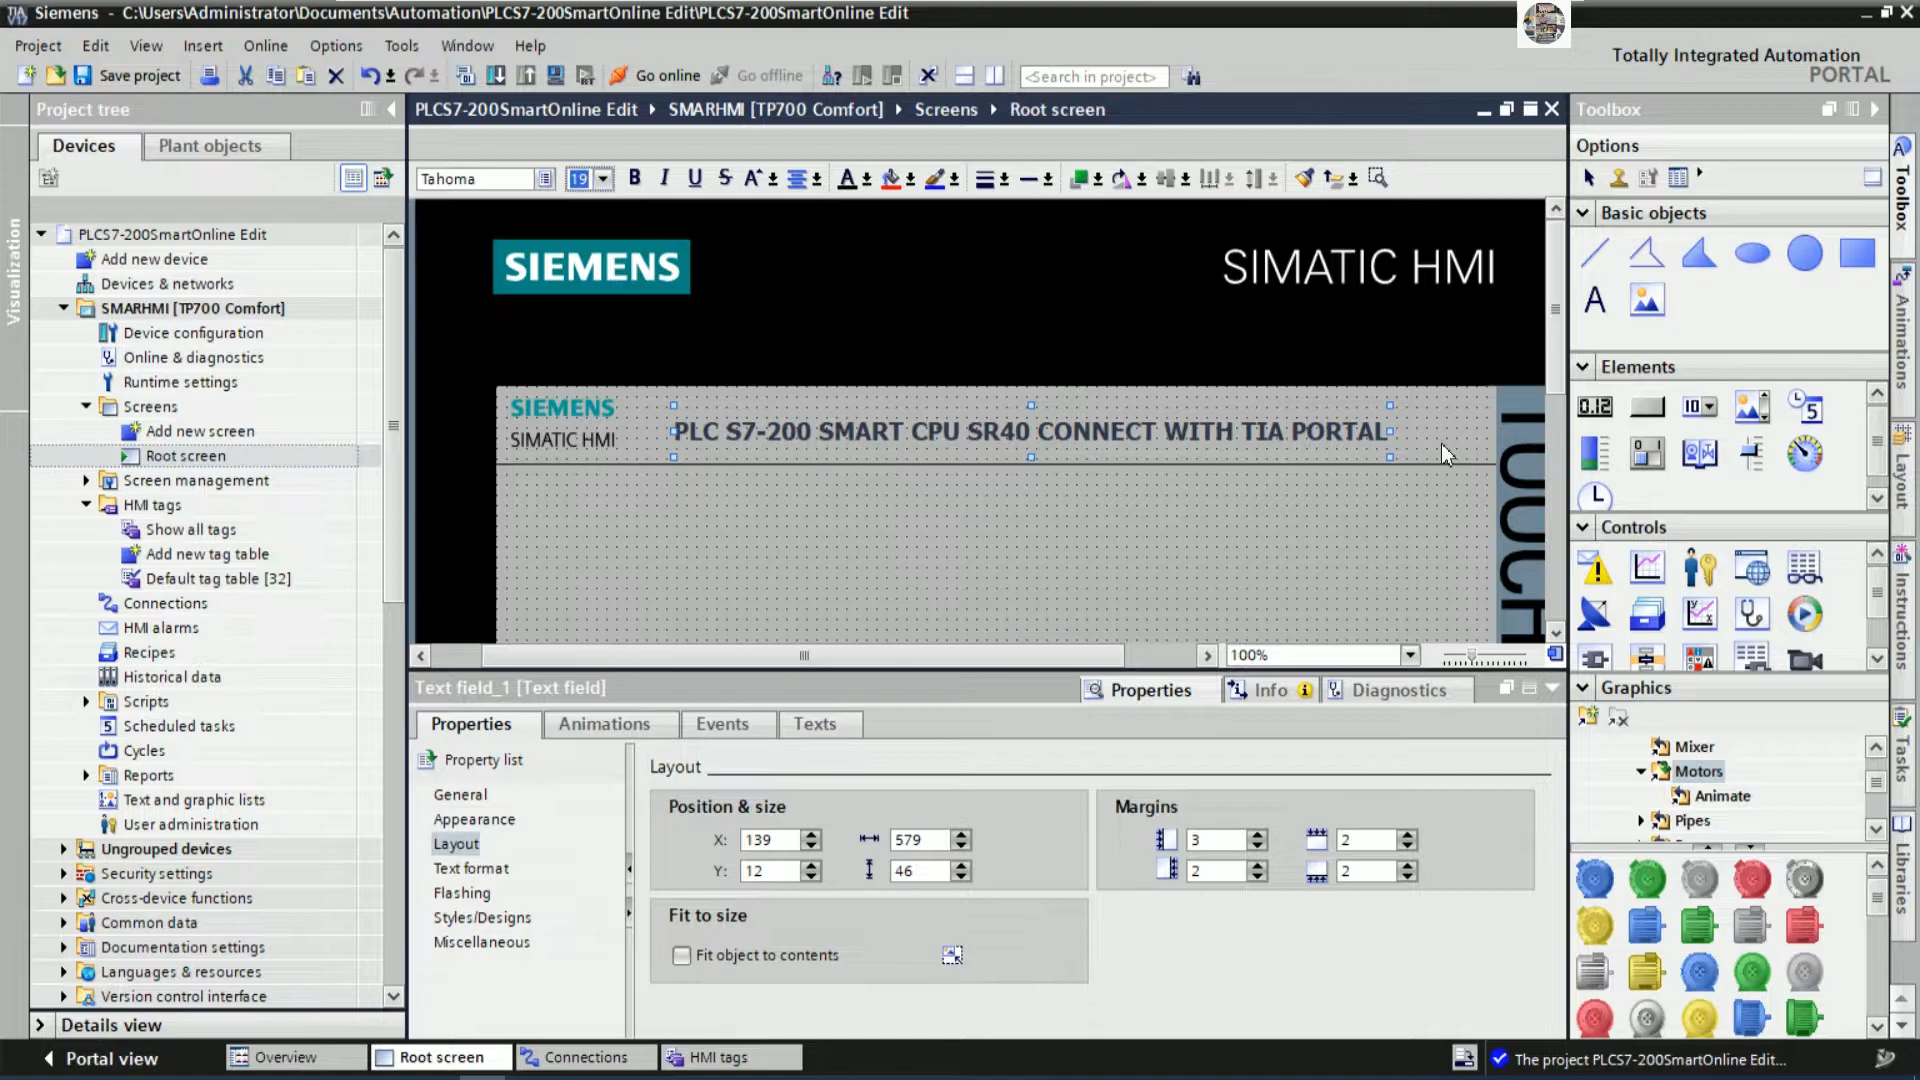 Siemens - C:\Users\Administrator\Documents\Automation\PLCS7-200SmartOnline Edit\PLCS7-200SmartOnline Edit
Project Edit View Insert Online Options Tools Window Help
Totally Integrated Automation
PORTAL
Save project
Go online
Go offline
<Search in project>
Project tree
PLCS7-200SmartOnline Edit
SMARHMI [TP700 Comfort]
Screens
Root screen
Toolbox
Devices
Plant objects
Options
Tahoma
19
B I U S A
Basic objects
Visualization
PLCS7-200SmartOnline Edit
Add new device
Devices & networks
SMARHMI [TP700 Comfort]
Device configuration
Online & diagnostics
Runtime settings
Screens
Add new screen
Root screen
Screen management
HMI tags
Show all tags
Add new tag table
Default tag table [32]
Connections
HMI alarms
Recipes
Historical data
Scripts
Scheduled tasks
Cycles
Reports
Text and graphic lists
User administration
Ungrouped devices
Security settings
Cross-device functions
Common data
Documentation settings
Languages & resources
Version control interface
Details view
SIEMENS
SIMATIC HMI
SIEMENS
SIMATIC HMI
PLC S7-200 SMART CPU SR40 CONNECT WITH TIA PORTAL
TOUCH
100%
Text field_1 [Text field]
Properties
Info
Diagnostics
Properties
Animations
Events
Texts
Property list
General
Appearance
Layout
Text format
Flashing
Styles/Designs
Miscellaneous
Layout
Position & size
X: 139
579
Y: 12
46
Margins
3
2
2
2
Fit to size
Fit object to contents
A
Elements
0.12
10
5
Controls
Graphics
Mixer
Motors
Animate
Pipes
Toolbox
Animations
Layout
Instructions
Tasks
Libraries
Portal view
Overview
Root screen
Connections
HMI tags
The project PLCS7-200SmartOnline Edit...